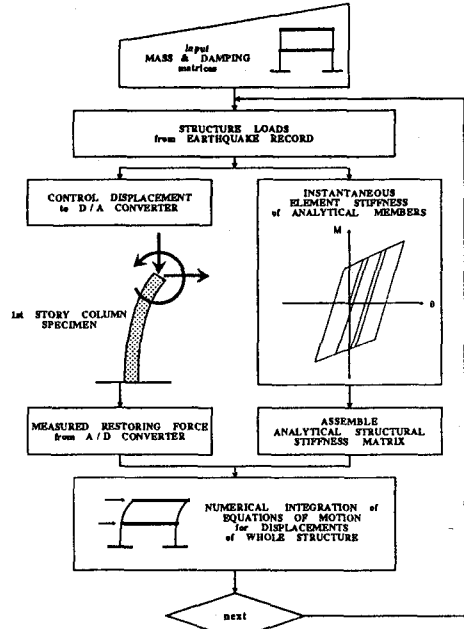 Input
MASS & DAMPING
matrices
STRUCTURE LOADS
from EARTHQUAKE RECORD
CONTROL DISPLACEMENT
to D/A CONVERTER
INSTANTANEOUS
ELEMENT STIFFNESS
of ANALYTICAL MEMBERS
M
θ
1st STORY COLUMN
SPECIMEN
MEASURED RESTORING FORCE
from A/D CONVERTER
ASSEMBLE
ANALYTICAL STRUCTURAL
STIFFNESS MATRIX
NUMERICAL INTEGRATION of
EQUATIONS OF MOTION
for DISPLACEMENTS
of WHOLE STRUCTURE
next